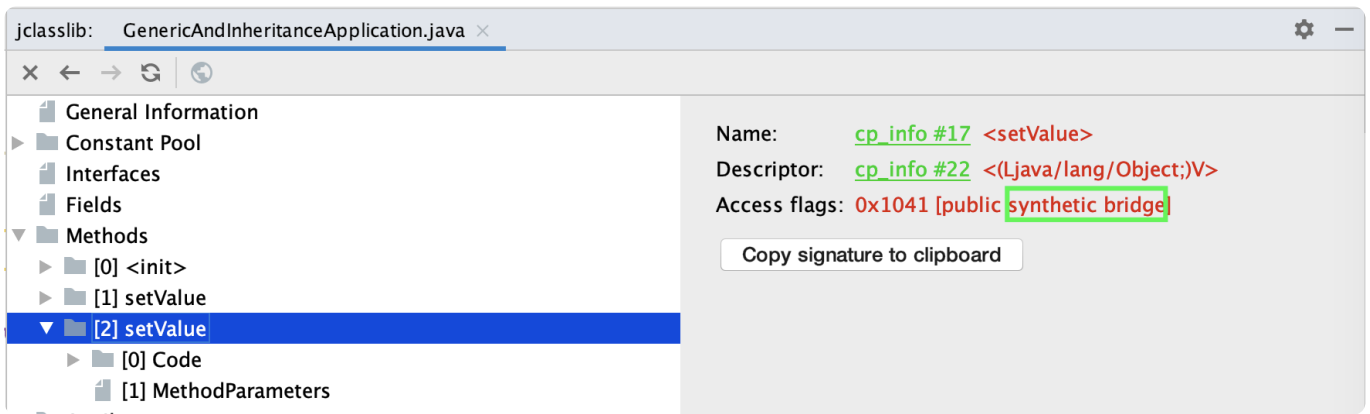 jclasslib: GenericAndInheritanceApplication.java
General Information
Constant Pool
Interfaces
Fields
Methods
[0] <init>
[1] setValue
[2] setValue
[0] Code
[1] MethodParameters
Name: cp_info #17 <setValue>
Descriptor: cp_info #22 <(Ljava/lang/Object;)V>
Access flags: 0x1041 [public synthetic bridge]
Copy signature to clipboard